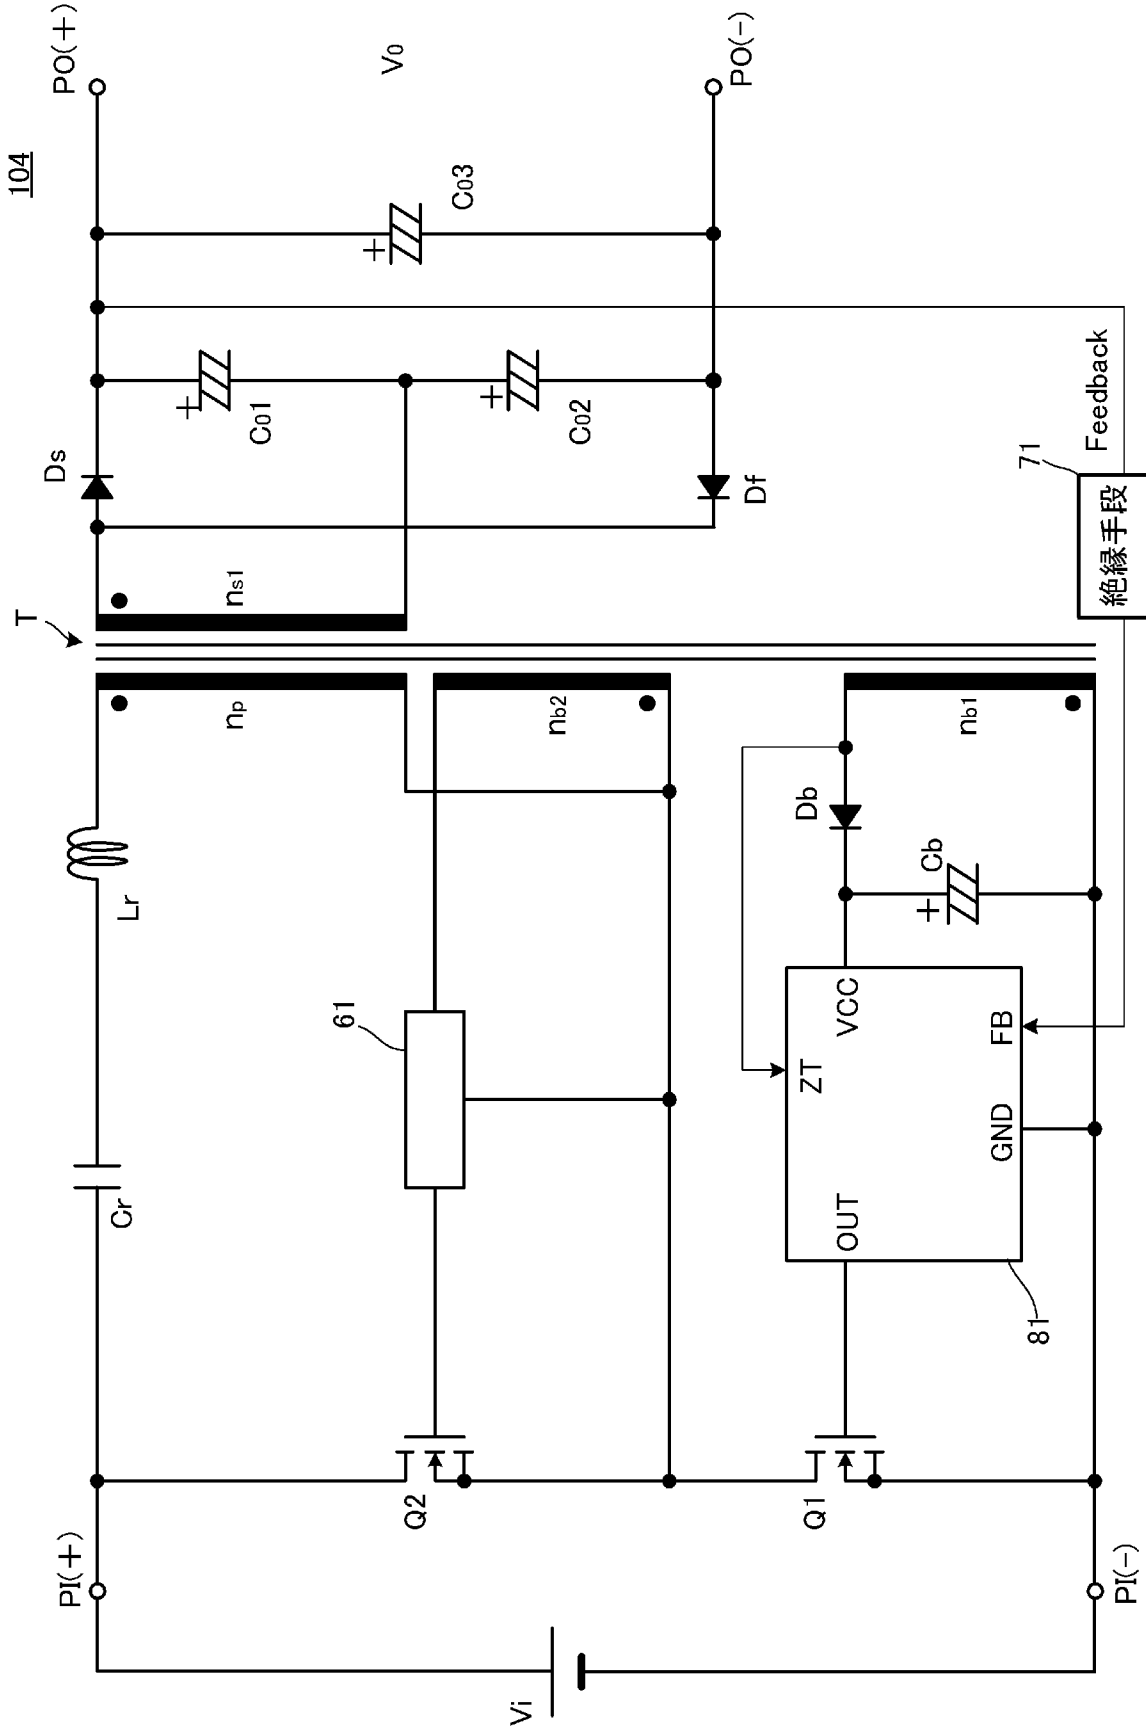 104
PI(+)
Cr
Lr
T
Ds
PO(+)
np
ns1
C01
C03
V0
Vi
Q2
61
nb2
C02
Df
PO(-)
Q1
OUT
ZT
VCC
Db
Cb
nb1
GND
FB
81
71
絶縁手段
Feedback
PI(-)